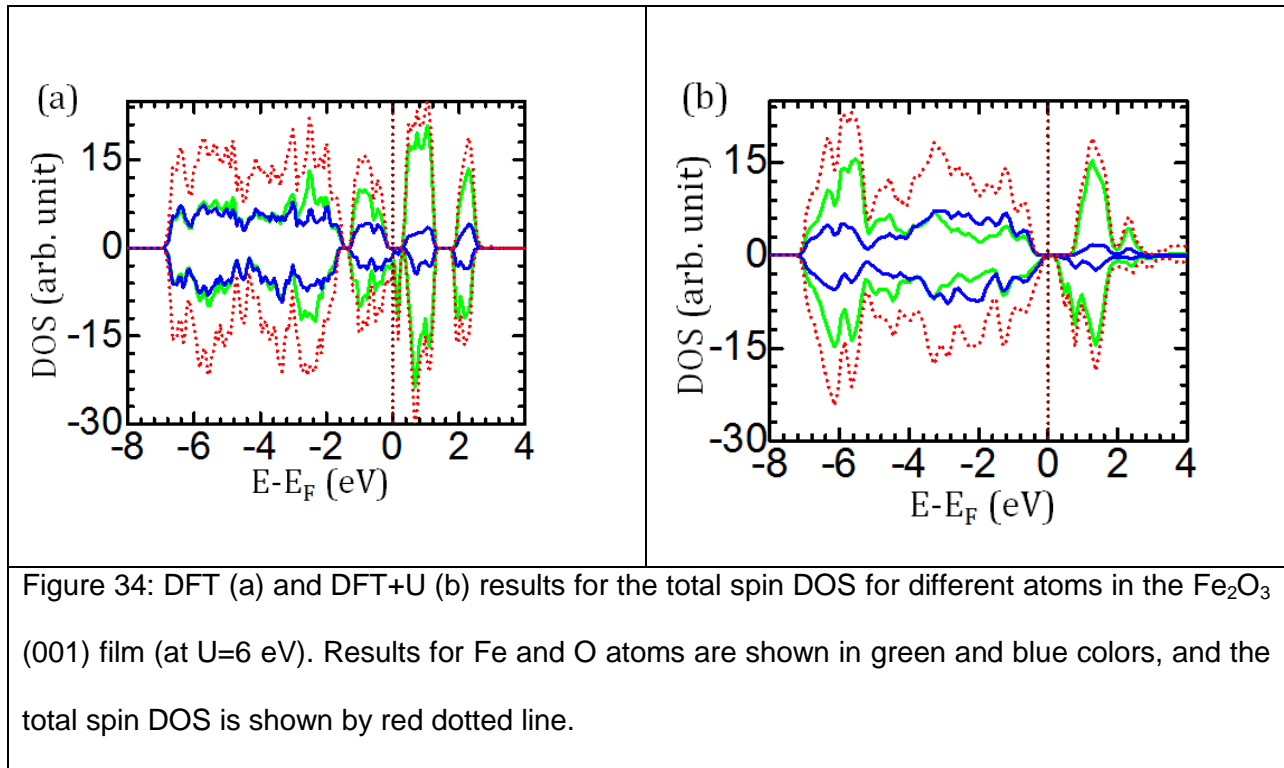 (a)
DOS (arb. unit)
15
0
-15
-30
-8 -6 -4 -2 0 2 4
E-E_F (eV)
(b)
DOS (arb. unit)
15
0
-15
-30
-8 -6 -4 -2 0 2 4
E-E_F (eV)
Figure 34: DFT (a) and DFT+U (b) results for the total spin DOS for different atoms in the Fe₂O₃
(001) film (at U=6 eV). Results for Fe and O atoms are shown in green and blue colors, and the
total spin DOS is shown by red dotted line.